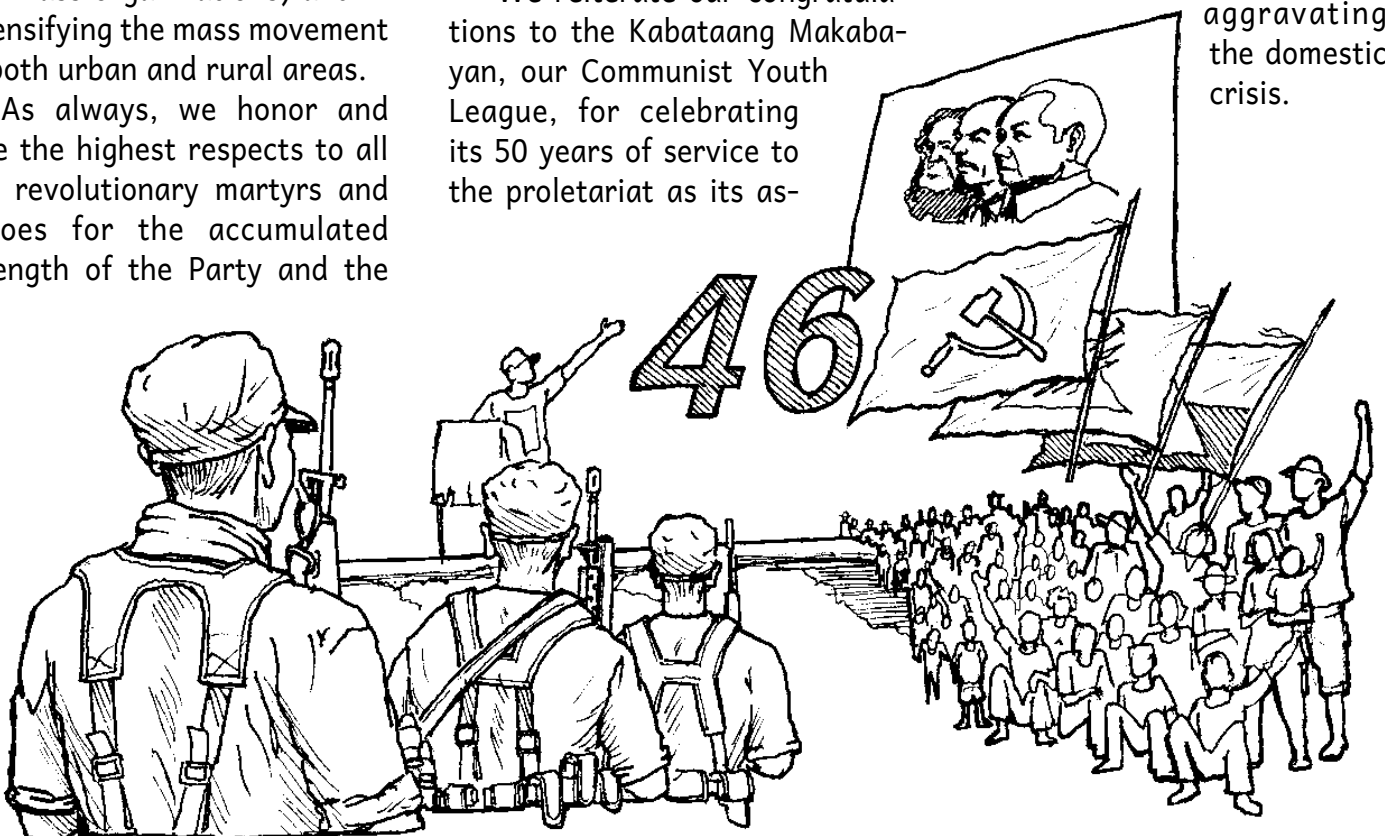 ensifying the mass movement
both urban and rural areas.
As always, we honor and
e the highest respects to all
revolutionary martyrs and
oes for the accumulated
ength of the Party and the
tions to the Kabataang Makaba-
yan, our Communist Youth
League, for celebrating
its 50 years of service to
the proletariat as its as-
aggravating
the domestic
crisis.
46